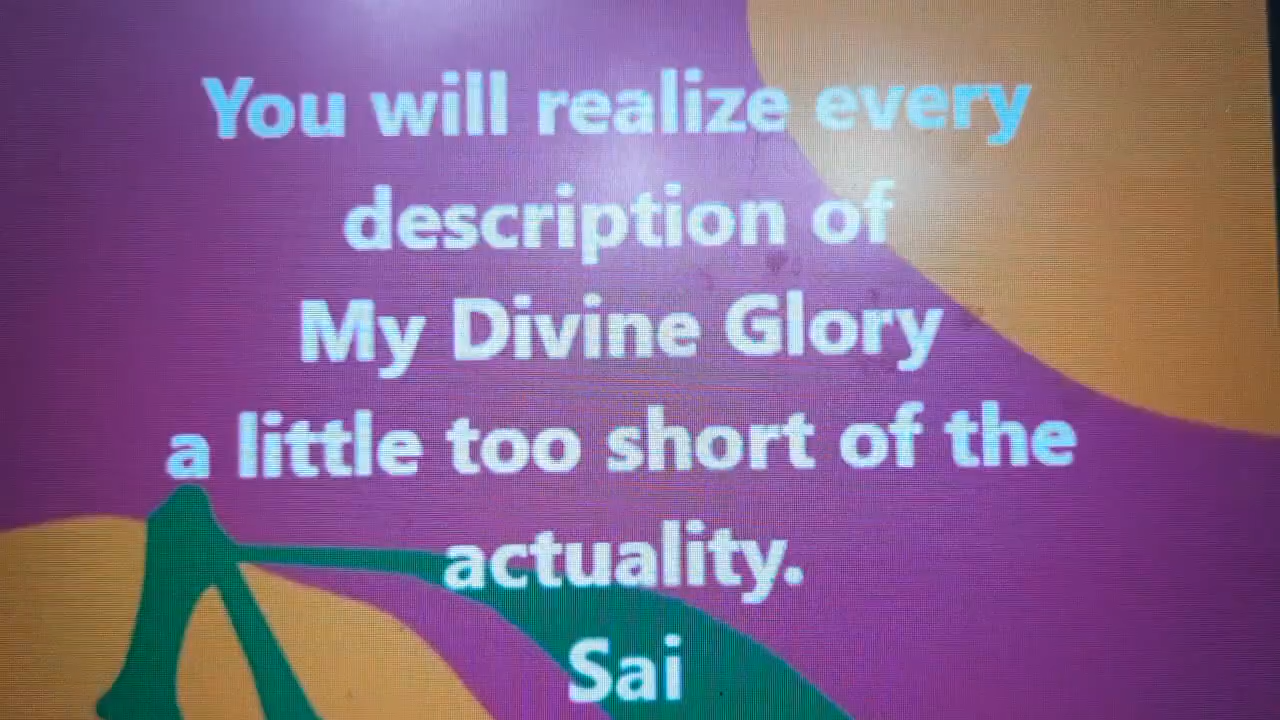 You will realize every
description of
My Divine Glory
a little too short of the
actuality.
Sai